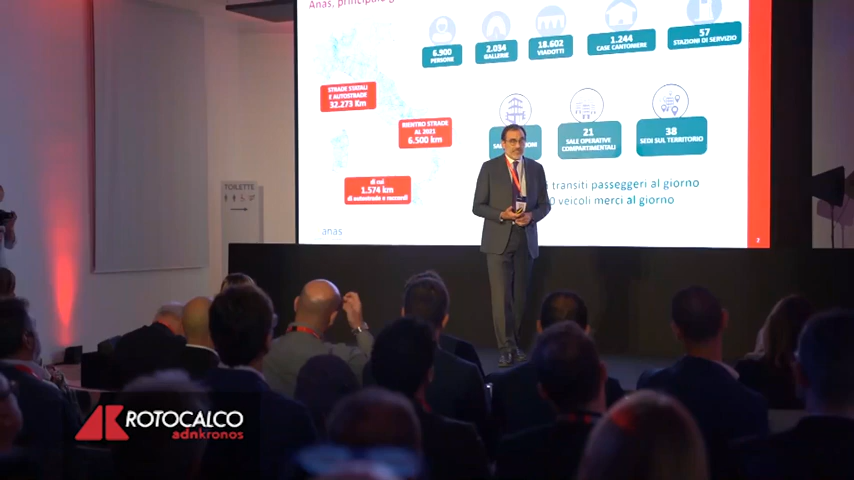 Anas, principale
6.900
PERSONE
2.034
GALLERIE
18.602
VIADOTTI
1.244
CASE CANTONIERE
57
STAZIONI DI SERVIZIO
STRADE STATALI
E AUTOSTRADE
32.273 Km
RIENTRO STRADE
AL 2021
6.500 km
di cui
1.574 km
di autostrade e raccordi
21
SALE OPERATIVE
COMPARTIMENTALI
38
SEDI SUL TERRITORIO
transiti passeggeri al giorno
0 veicoli merci al giorno
anas
TOILETTE
ROTOCALCO
adnkronos